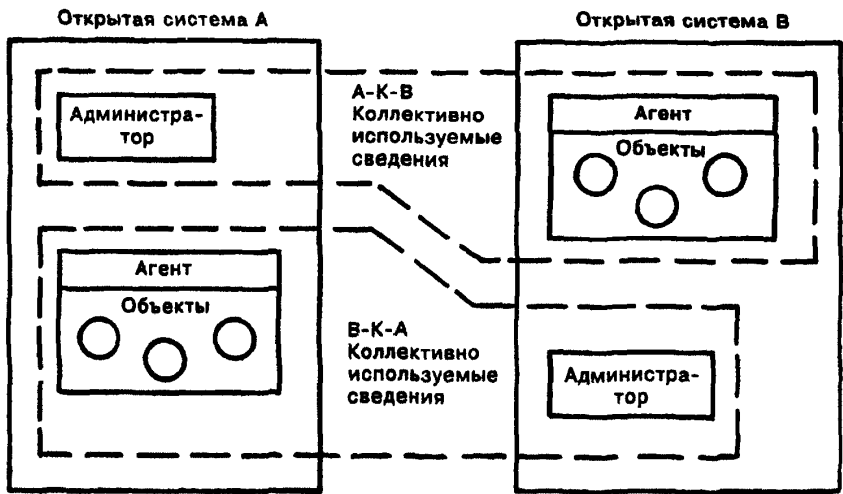 Открытая система А
Открытая система В
Администра-
тор
А-К-В
Коллективно
используемые
сведения
Агент
Объекты
Агент
Объекты
В-К-А
Коллективно
используемые
сведения
Администра-
тор